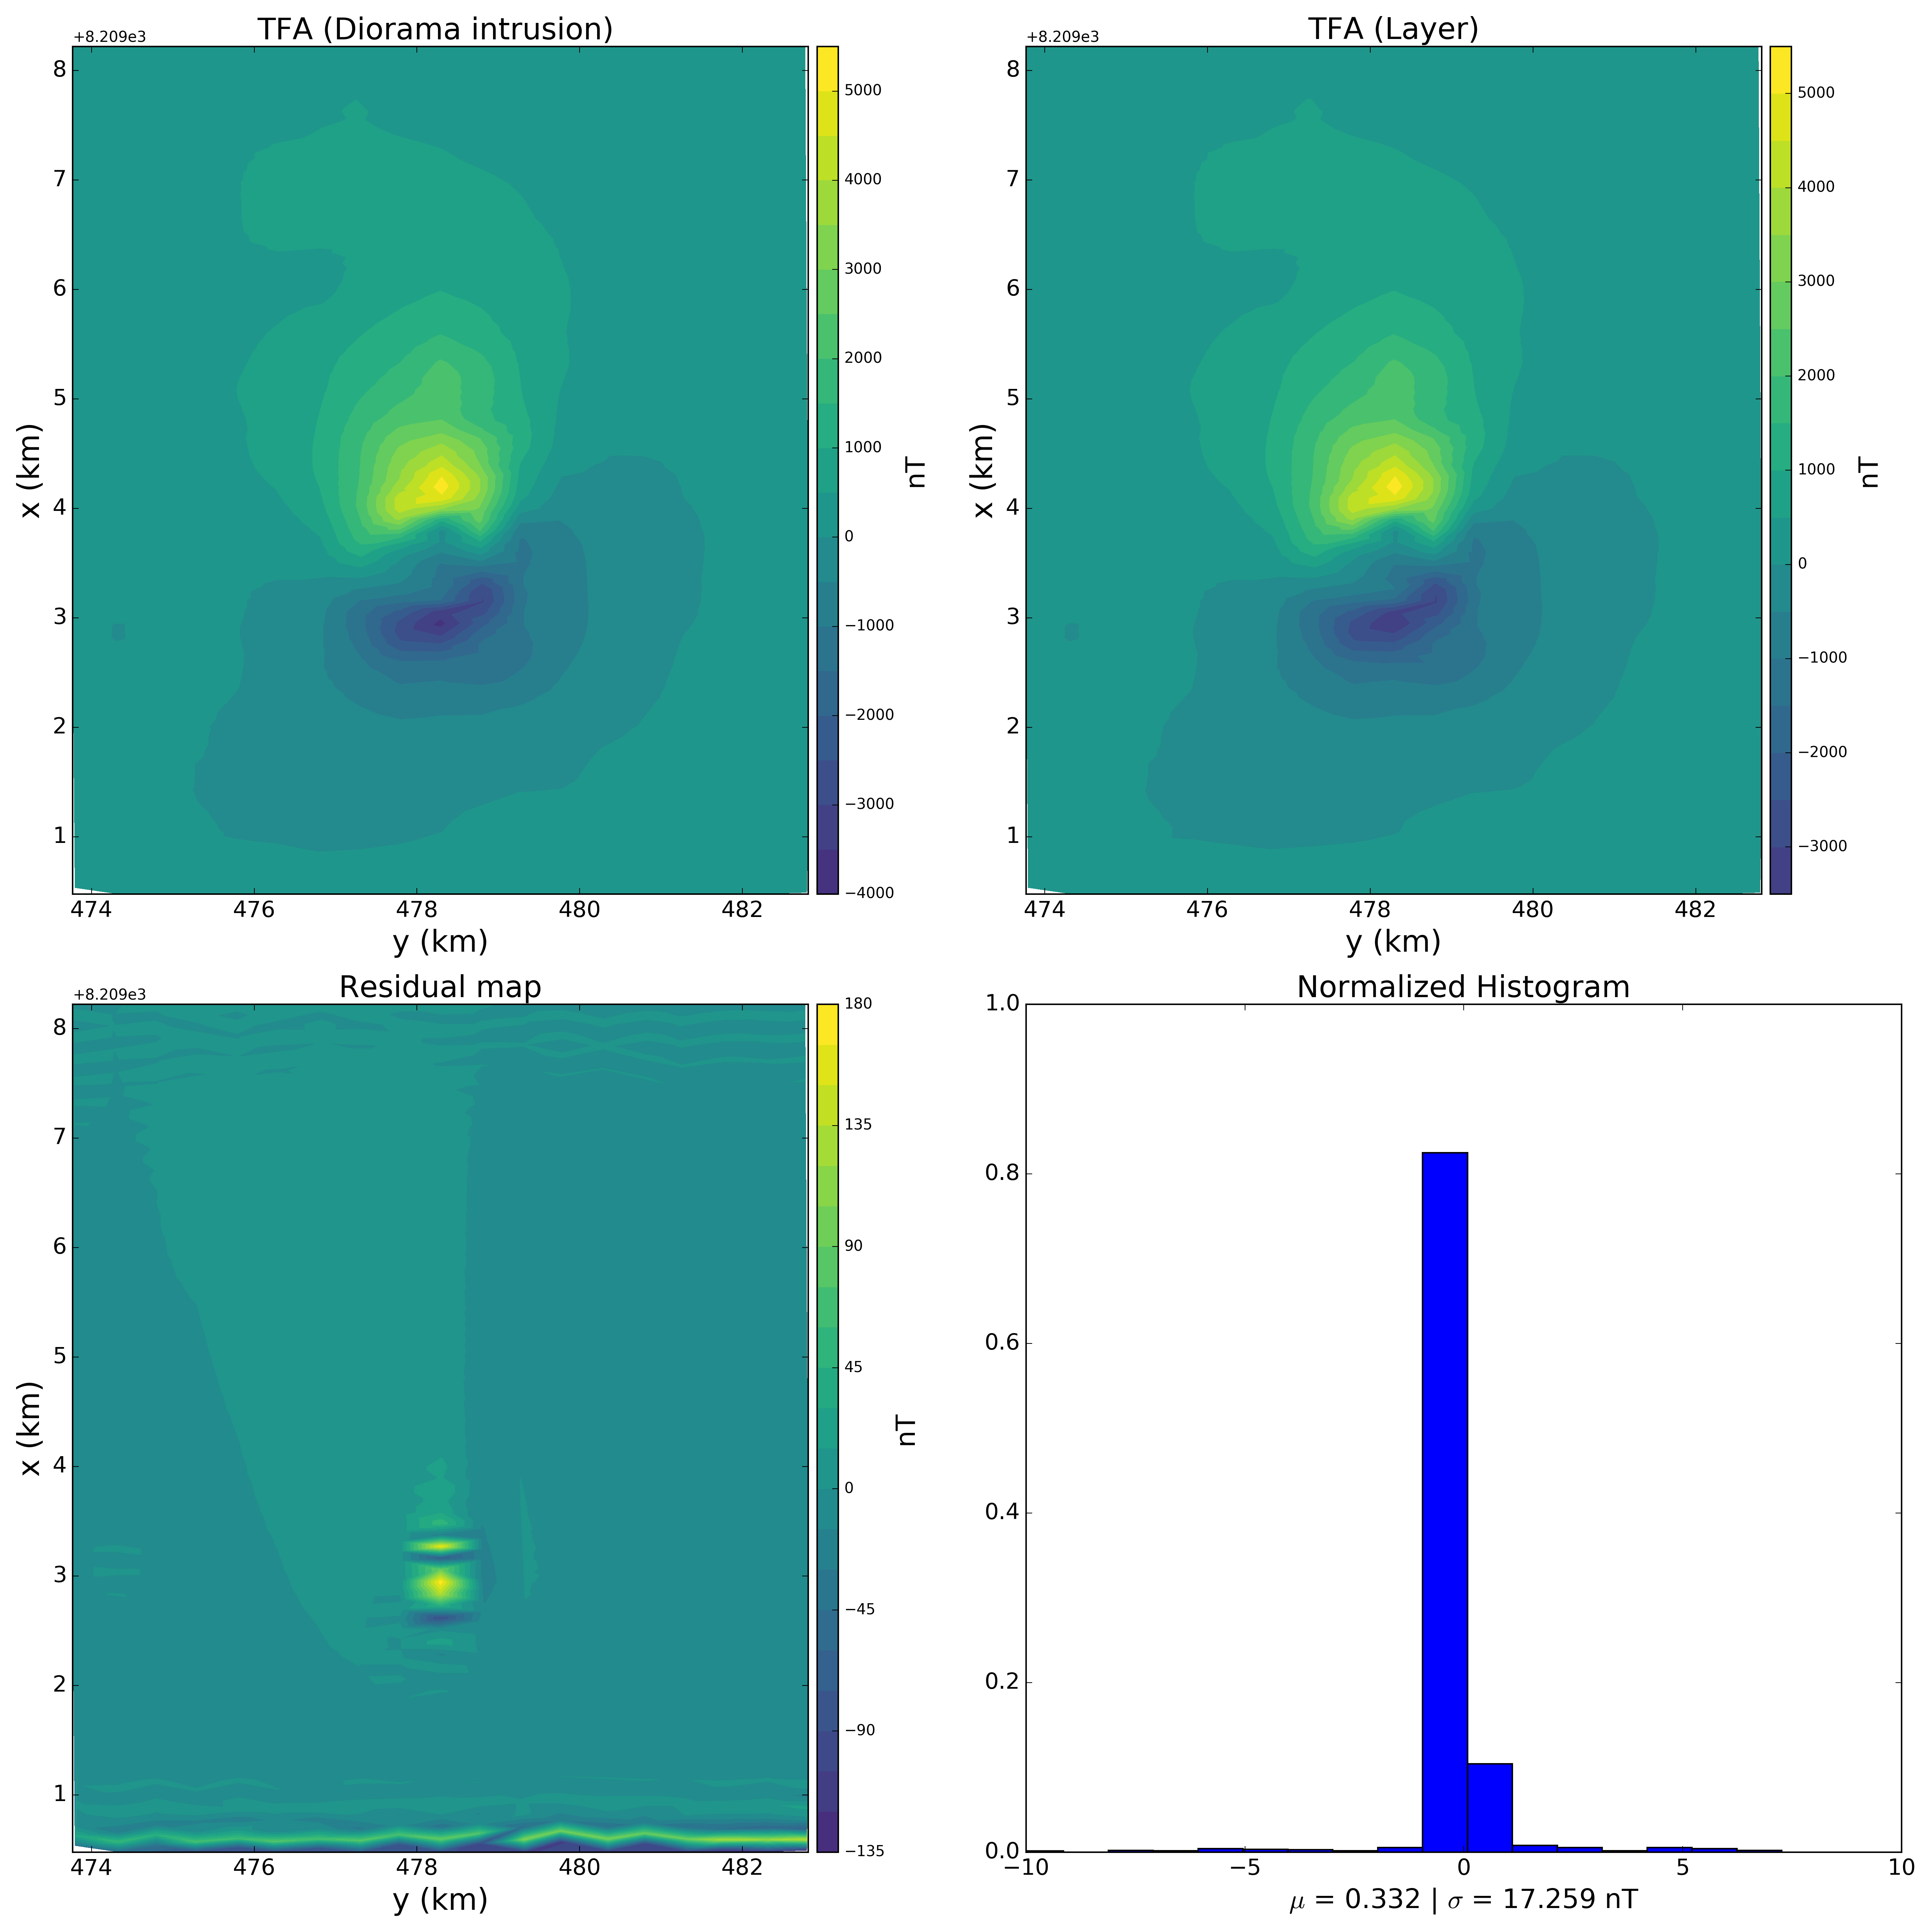 TFA (Diorama intrusion)
+8.209e3
8
7
6
5
4
3
2
1
x (km)
474 476 478 480 482
y (km)
5000
4000
3000
2000
1000
0
−1000
−2000
−3000
−4000
nT
TFA (Layer)
+8.209e3
8
7
6
5
4
3
2
1
x (km)
474 476 478 480 482
y (km)
5000
4000
3000
2000
1000
0
−1000
−2000
−3000
nT
Residual map
+8.209e3
8
7
6
5
4
3
2
1
x (km)
474 476 478 480 482
y (km)
180
135
90
45
0
−45
−90
−135
nT
Normalized Histogram
1.0
0.8
0.6
0.4
0.2
0.0
−10 −5 0 5 10
μ = 0.332 | σ = 17.259 nT